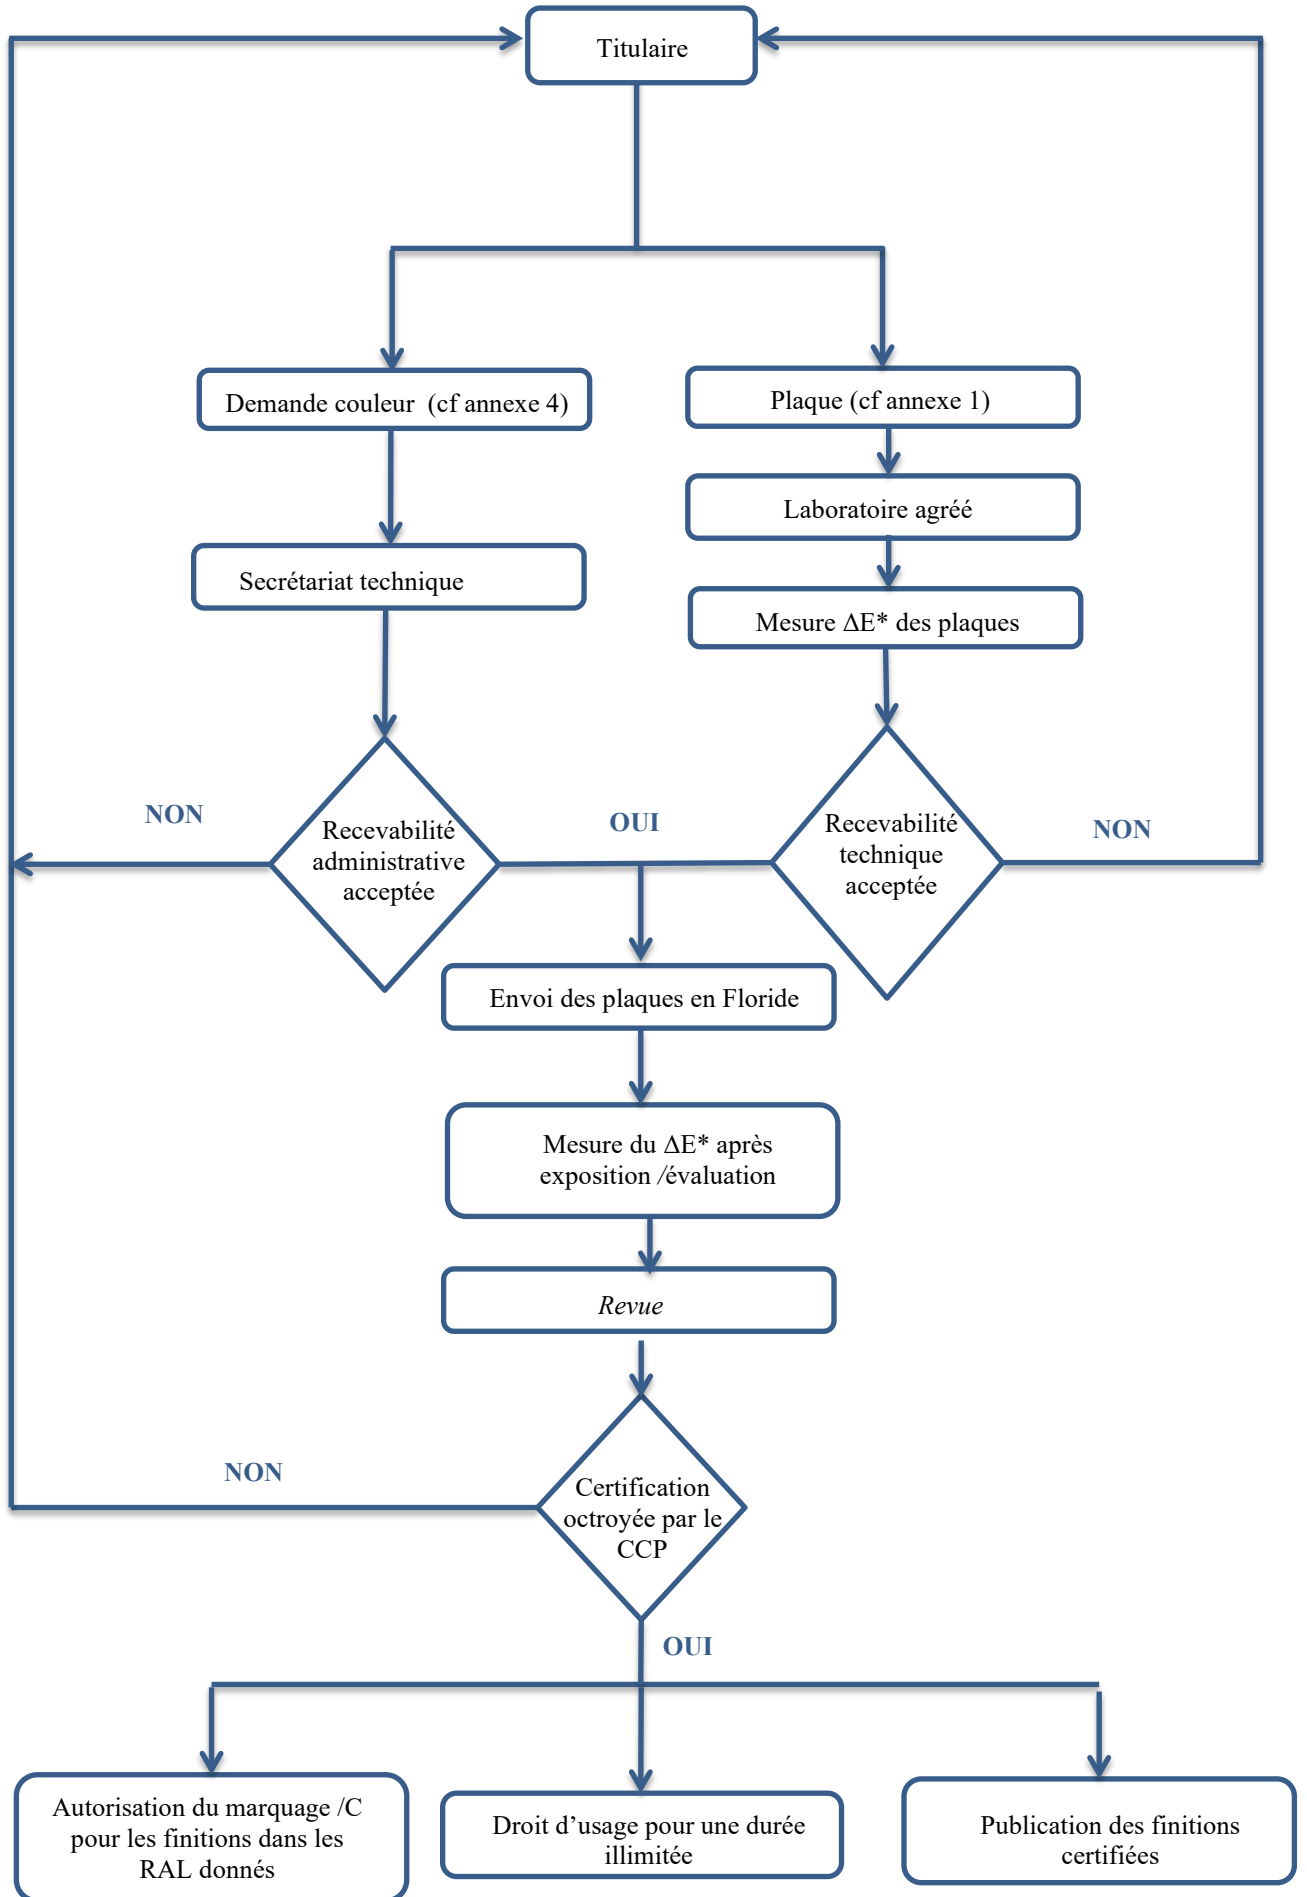 Titulaire
Demande couleur (cf annexe 4)
Plaque (cf annexe 1)
Laboratoire agréé
Secrétariat technique
Mesure ΔE* des plaques
NON
OUI
NON
Recevabilité
administrative
acceptée
Recevabilité
technique
acceptée
Envoi des plaques en Floride
Mesure du ΔE* après
exposition /évaluation
Revue
NON
Certification
octroyée par le
CCP
OUI
Autorisation du marquage /C
pour les finitions dans les
RAL donnés
Droit d’usage pour une durée
illimitée
Publication des finitions
certifiées